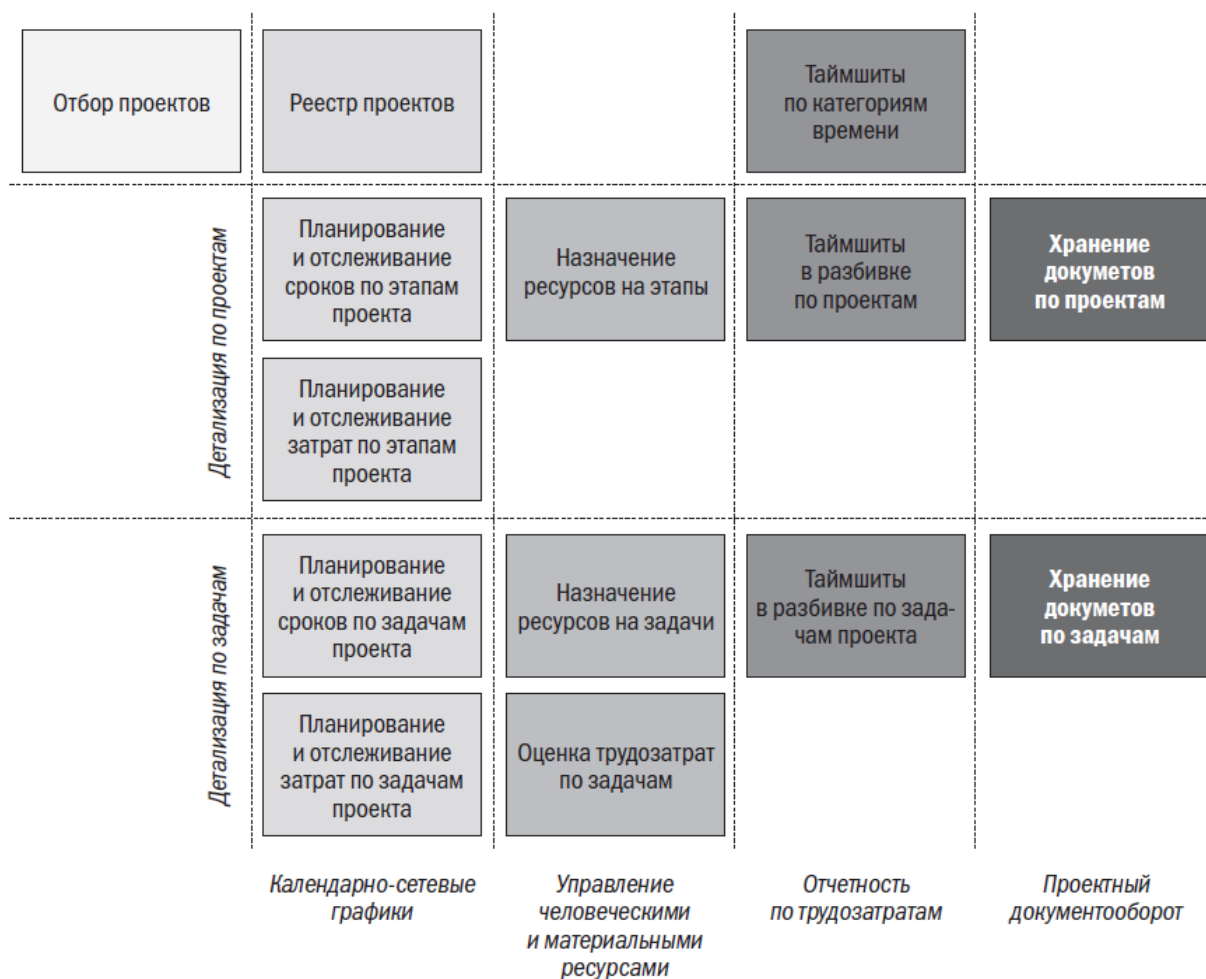 Отбор проектов
Реестр проектов
Таймшиты
по категориям
времени
Детализация по проектам
Планирование
и отслеживание
сроков по этапам
проекта
Назначение
ресурсов на этапы
Таймшиты
в разбивке
по проектам
Хранение
докуметов
по проектам
Планирование
и отслеживание
затрат по этапам
проекта
Детализация по задачам
Планирование
и отслеживание
сроков по задачам
проекта
Назначение
ресурсов на задачи
Таймшиты
в разбивке по зада-
чам проекта
Хранение
докуметов
по задачам
Планирование
и отслеживание
затрат по задачам
проекта
Оценка трудозатрат
по задачам
Календарно-сетевые
графики
Управление
человеческими
и материальными
ресурсами
Отчетность
по трудозатратам
Проектный
документооборот